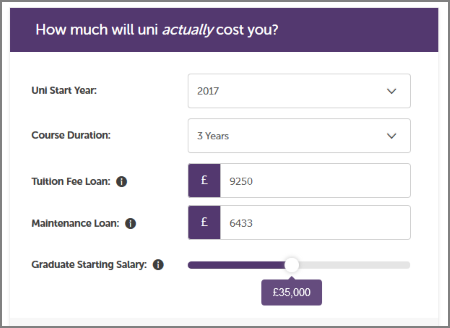 How much will uni actually cost you?
Uni Start Year: 2017
Course Duration: 3 Years
Tuition Fee Loan: i £ 9250
Maintenance Loan: i £ 6433
Graduate Starting Salary: i
£35,000